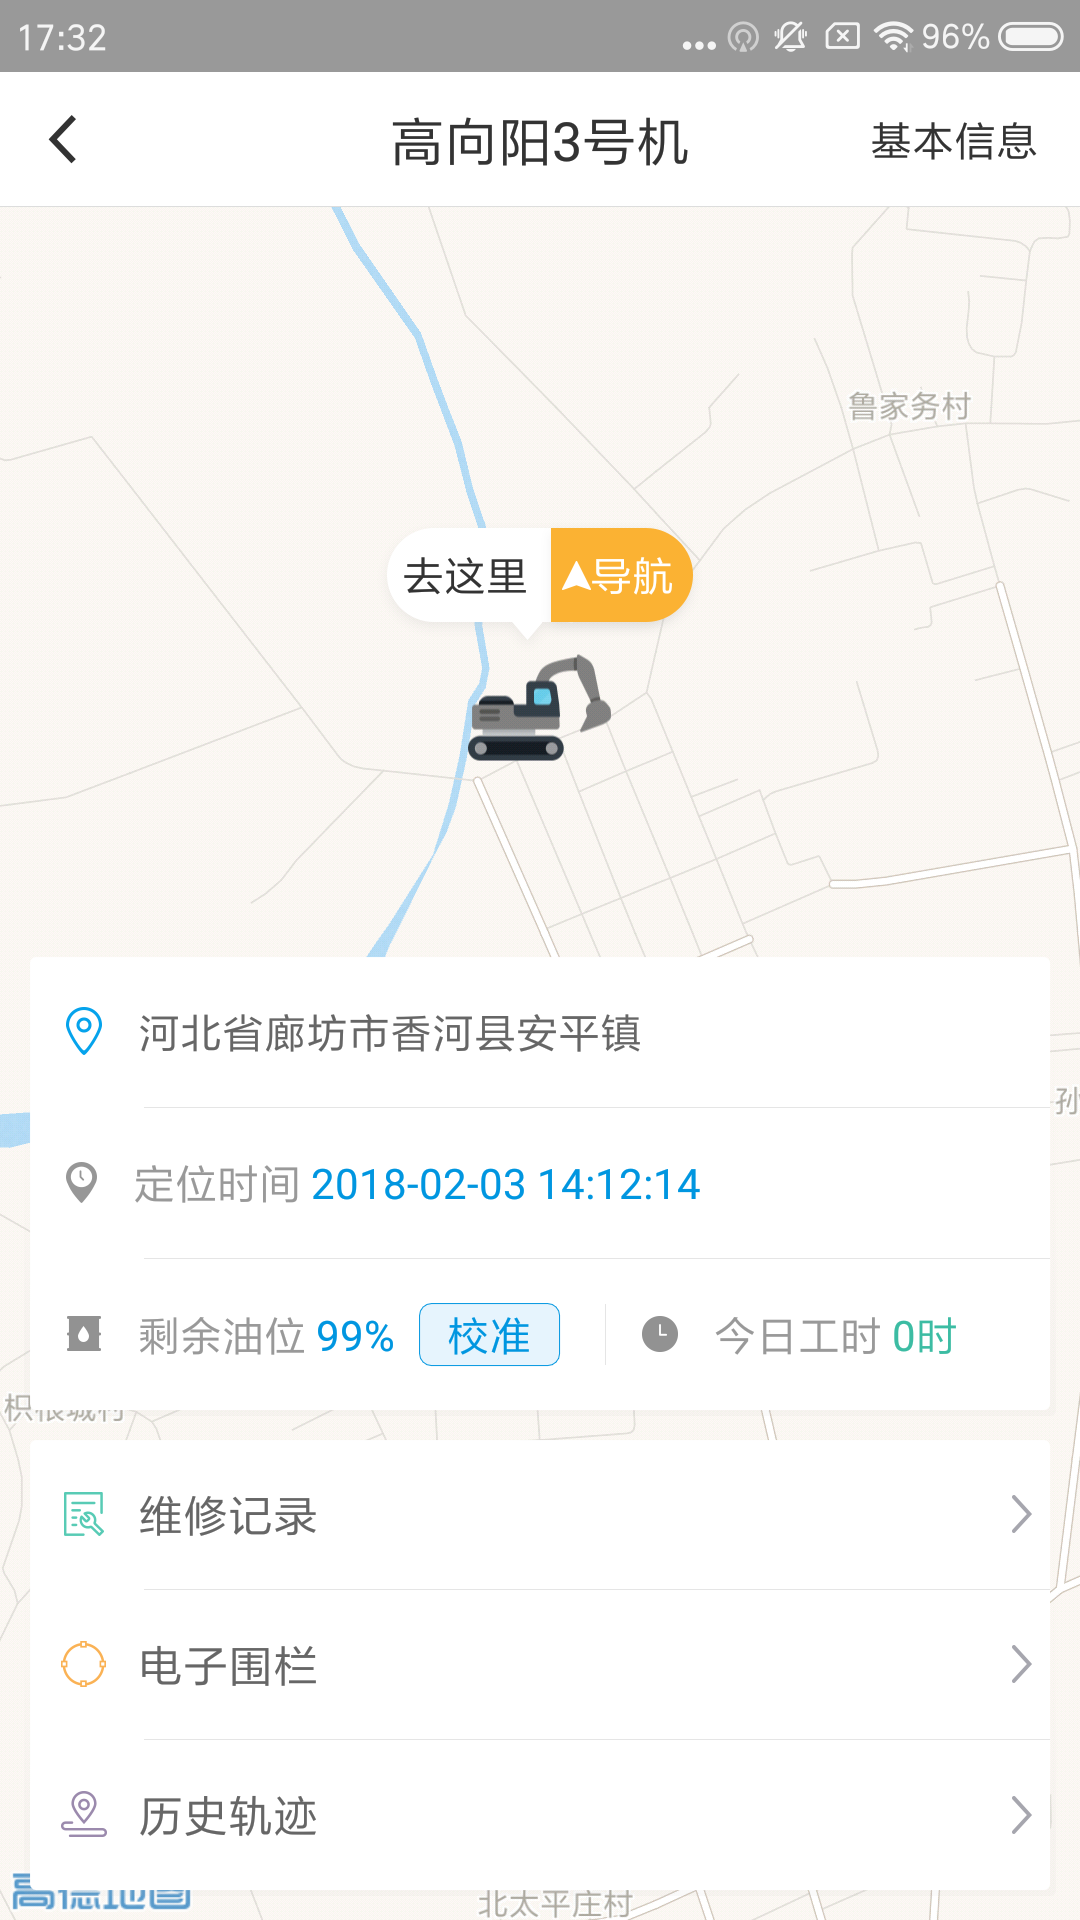 17:32
96%
高向阳3号机
基本信息
鲁家务村
去这里
导航
河北省廊坊市香河县安平镇
孙
定位时间 2018-02-03 14:12:14
剩余油位 99% 校准
今日工时 0时
枳根城村
维修记录
电子围栏
历史轨迹
高德地图
北太平庄村